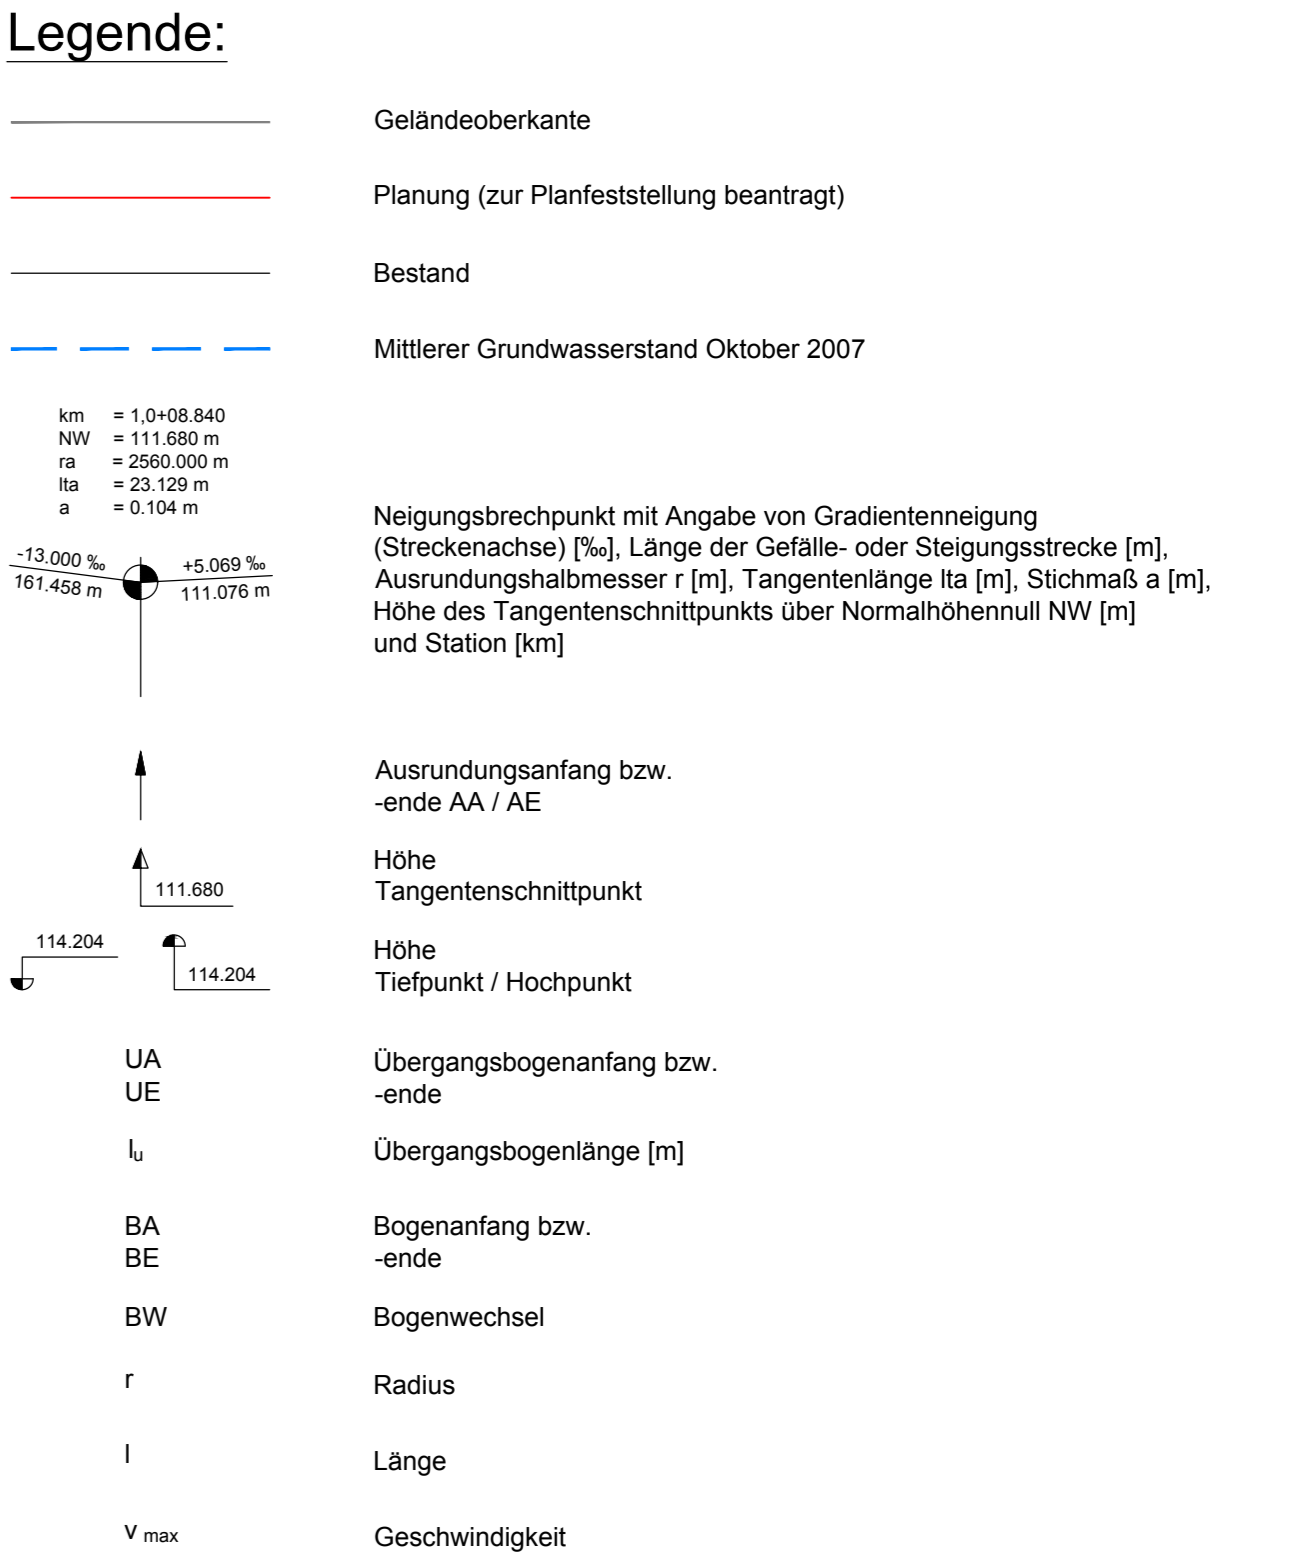 Legende:
Geländeoberkante
Planung (zur Planfeststellung beantragt)
Bestand
Mittlerer Grundwasserstand Oktober 2007
km = 1,0+08.840
NW = 111.680 m
ra = 2560.000 m
lta = 23.129 m
a = 0.104 m
-13.000 ‰
161.458 m
+5.069 ‰
111.076 m
Neigungsbrechpunkt mit Angabe von Gradientenneigung
(Streckenachse) [‰], Länge der Gefälle- oder Steigungsstrecke [m],
Ausrundungshalbmesser r [m], Tangentenlänge lta [m], Stichmaß a [m],
Höhe des Tangentenschnittpunkts über Normalhöhennull NW [m]
und Station [km]
Ausrundungsanfang bzw.
-ende AA / AE
111.680
Höhe
Tangentenschnittpunkt
114.204
114.204
Höhe
Tiefpunkt / Hochpunkt
UA Übergangsbogenanfang bzw.
UE -ende
lu Übergangsbogenlänge [m]
BA Bogenanfang bzw.
BE -ende
BW Bogenwechsel
r Radius
l Länge
v max Geschwindigkeit